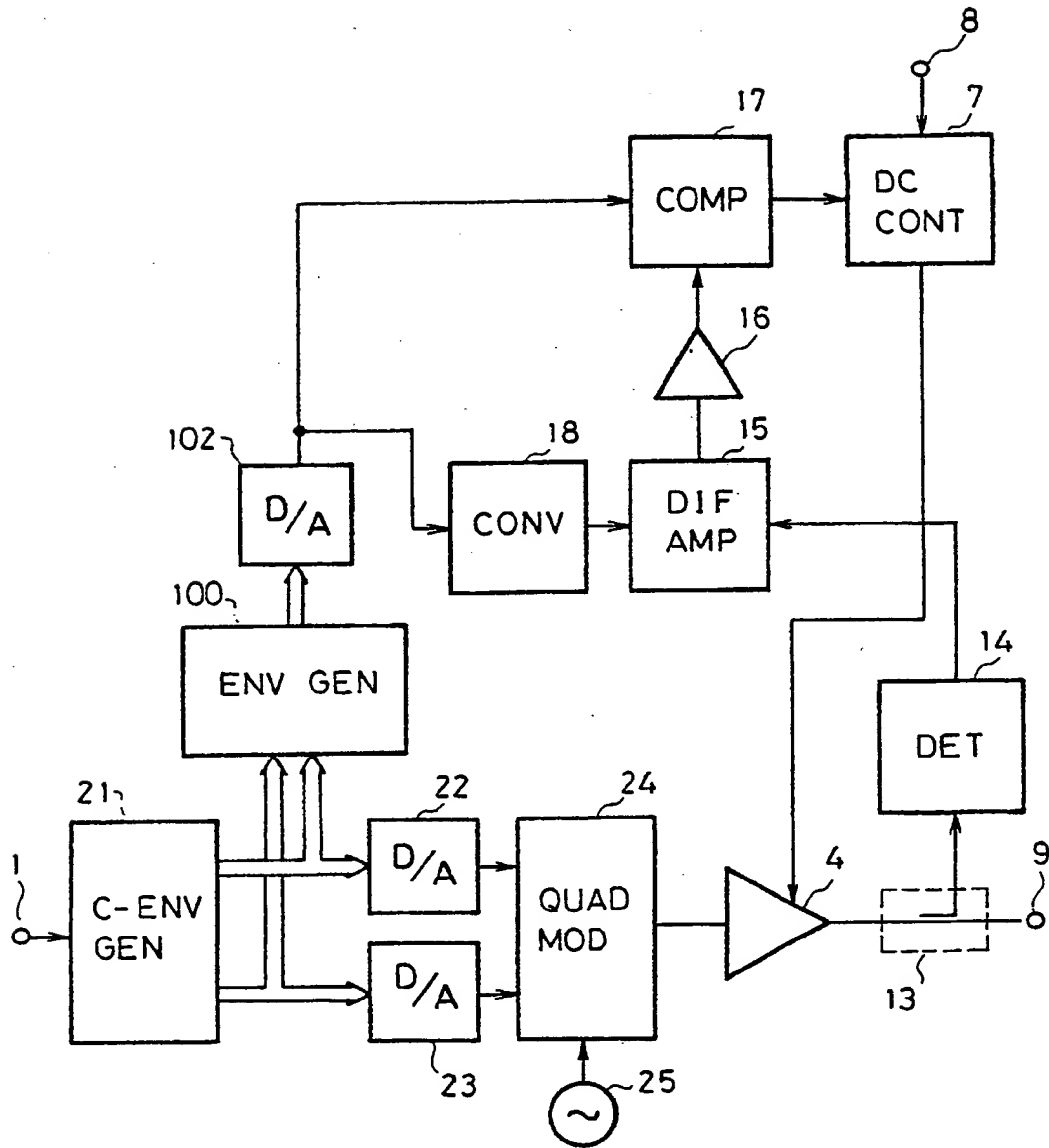 8
17
7
COMP
DC
CONT
16
102
18
15
D/A
CONV
DIF
AMP
100
ENV GEN
14
DET
21
22
24
1
D/A
4
9
C-ENV
GEN
QUAD
MOD
D/A
13
23
25